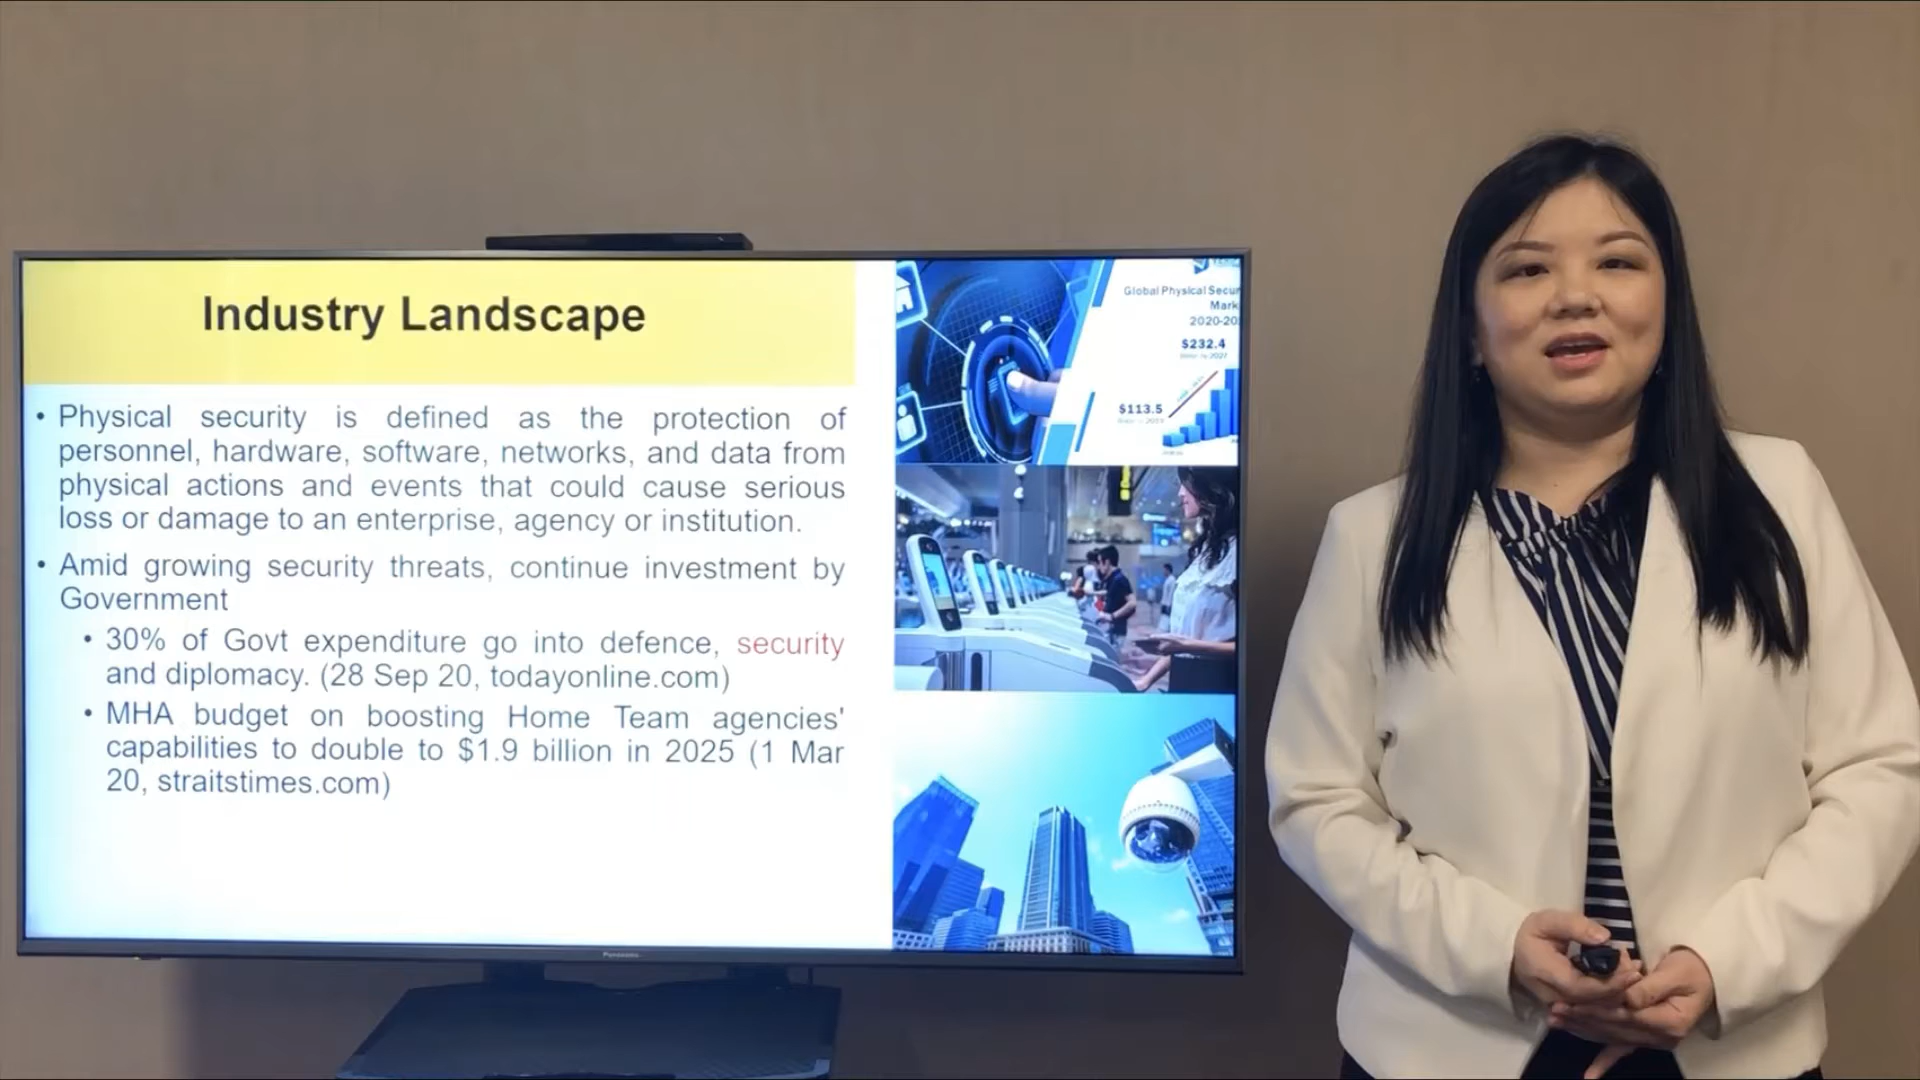 Industry Landscape
• Physical security is defined as the protection of
personnel, hardware, software, networks, and data from
physical actions and events that could cause serious
loss or damage to an enterprise, agency or institution.
• Amid growing security threats, continue investment by
Government
• 30% of Govt expenditure go into defence, security
and diplomacy. (28 Sep 20, todayonline.com)
• MHA budget on boosting Home Team agencies'
capabilities to double to $1.9 billion in 2025 (1 Mar
20, straitstimes.com)
Global Physical Secur
Mark
2020-20
$232.4
$113.5
Panasonic